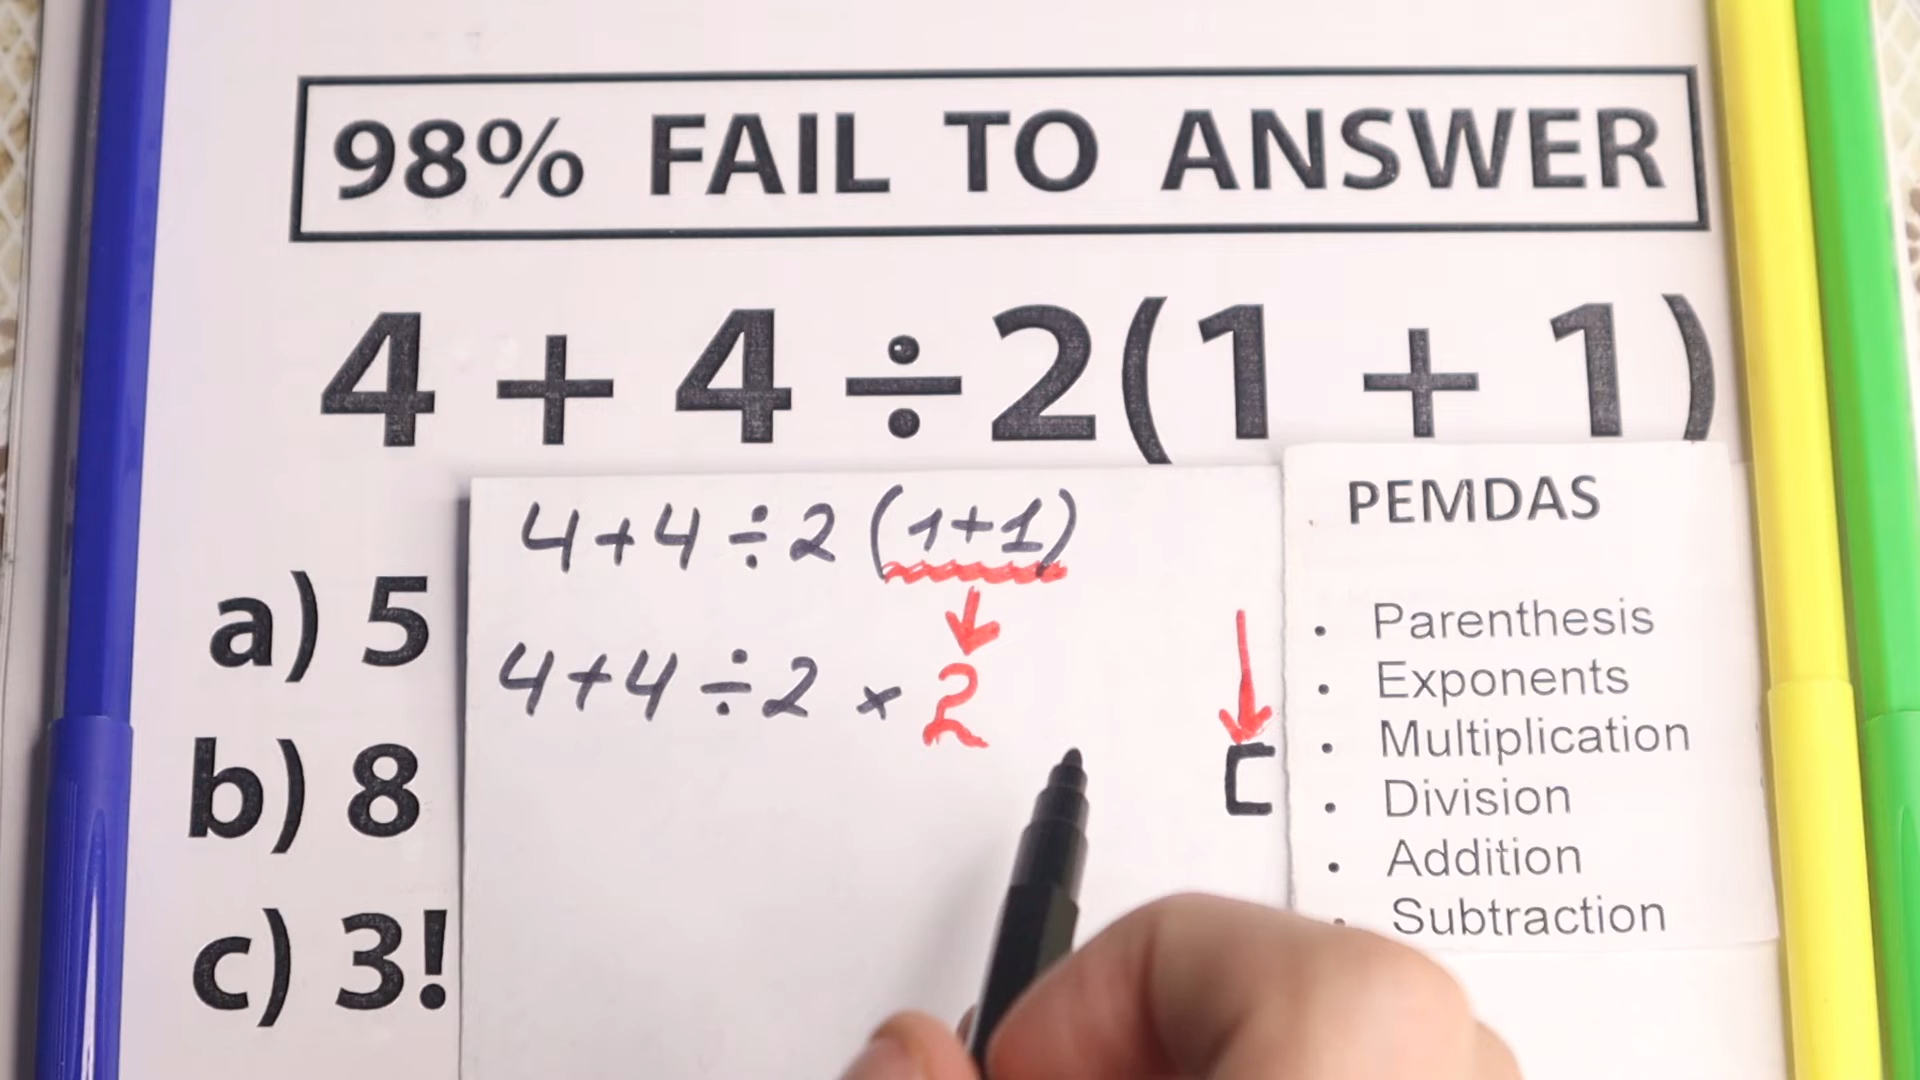 98% FAIL TO ANSWER
4 + 4 ÷ 2(1 + 1)
4+4÷2(1+1)
4+4÷2×2
2
a) 5
b) 8
c) 3!
PEMDAS
• Parenthesis
• Exponents
• Multiplication
• Division
• Addition
• Subtraction